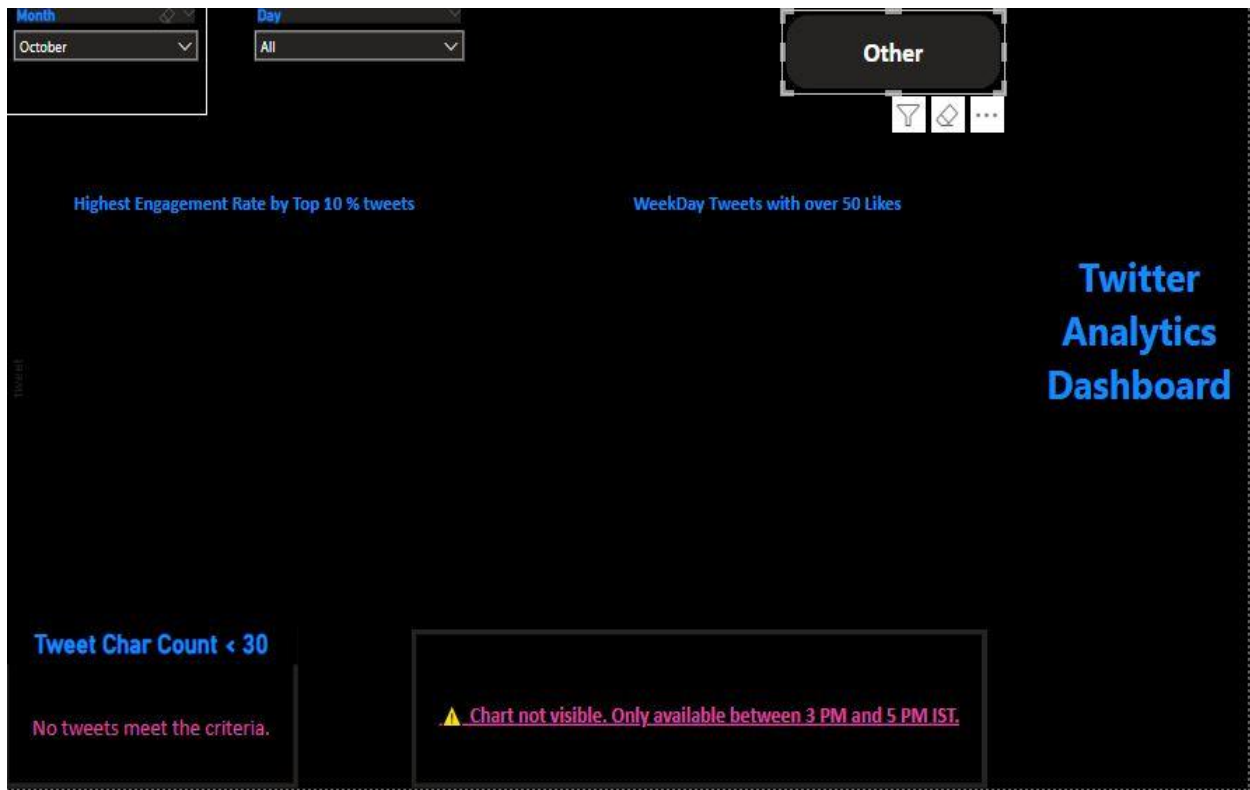 Month
Day
October
All
Other
Highest Engagement Rate by Top 10 % tweets
WeekDay Tweets with over 50 Likes
Twitter
Analytics
Dashboard
tweet
Tweet Char Count < 30
No tweets meet the criteria.
⚠ Chart not visible. Only available between 3 PM and 5 PM IST.